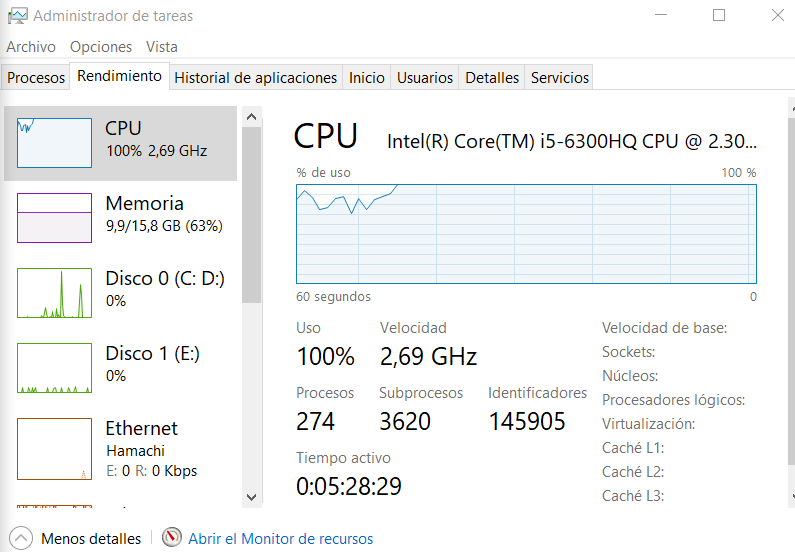 Administrador de tareas
Archivo Opciones Vista
Procesos Rendimiento Historial de aplicaciones Inicio Usuarios Detalles Servicios
CPU
100% 2,69 GHz
Memoria
9,9/15,8 GB (63%)
Disco 0 (C: D:)
0%
Disco 1 (E:)
0%
Ethernet
Hamachi
E: 0 R: 0 Kbps
CPU Intel(R) Core(TM) i5-6300HQ CPU @ 2.30...
% de uso 100 %
60 segundos 0
Uso Velocidad
100% 2,69 GHz
Procesos Subprocesos Identificadores
274 3620 145905
Tiempo activo
0:05:28:29
Velocidad de base:
Sockets:
Núcleos:
Procesadores lógicos:
Virtualización:
Caché L1:
Caché L2:
Caché L3:
Menos detalles Abrir el Monitor de recursos